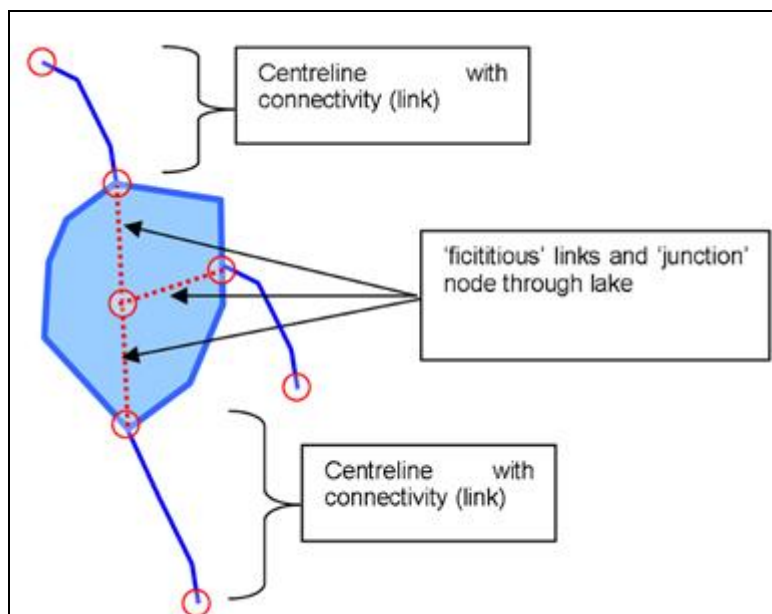 Centreline with
connectivity (link)
'ficititious' links and 'junction'
node through lake
Centreline with
connectivity (link)